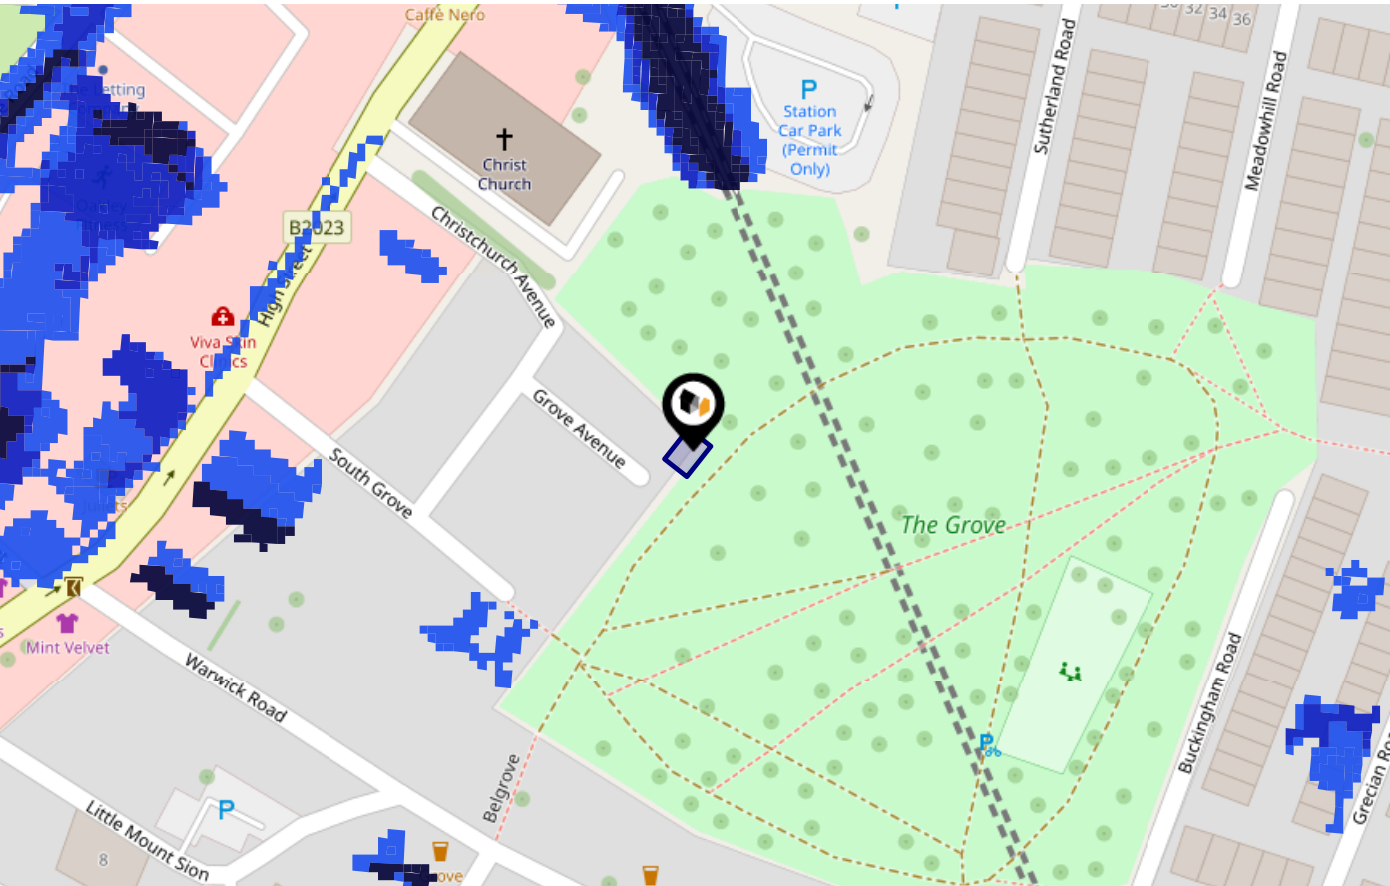 Caffè Nero
32 34 36
Sutherland Road
Meadowhill Road
P
Station
Car Park
(Permit
Only)
Christ
Church
B2023
Christchurch Avenue
High Street
Viva Skin
Clinics
Grove Avenue
South Grove
The Grove
Mint Velvet
Warwick Road
P
Buckingham Road
Belgrove
P
Little Mount Sion
8
Grecian Ro
ove